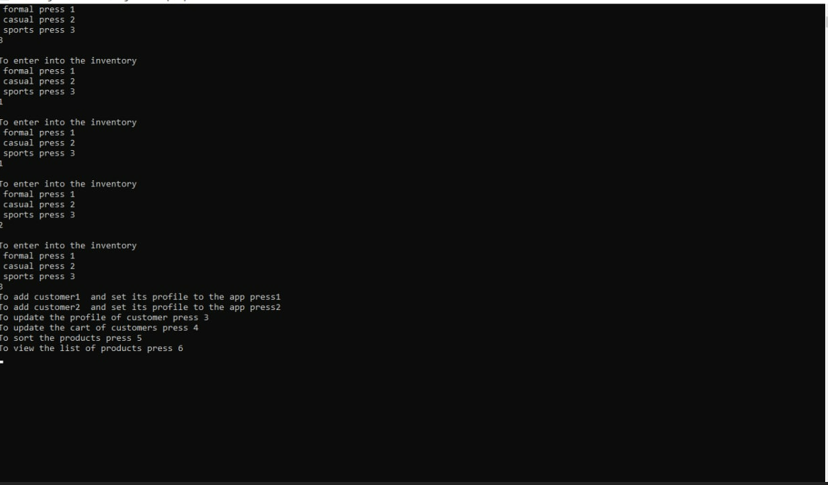 formal press 1
casual press 2
sports press 3
3
To enter into the inventory
formal press 1
casual press 2
sports press 3
1
To enter into the inventory
formal press 1
casual press 2
sports press 3
1
To enter into the inventory
formal press 1
casual press 2
sports press 3
2
To enter into the inventory
formal press 1
casual press 2
sports press 3
3
To add customer1  and set its profile to the app press1
To add customer2  and set its profile to the app press2
To update the profile of customer press 3
To update the cart of customers press 4
To sort the products press 5
To view the list of products press 6